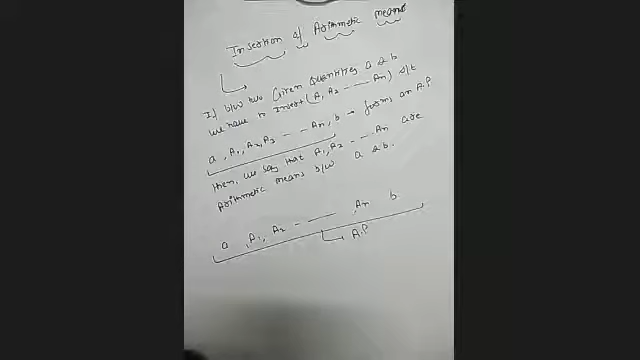 Insertion of Arithmetic means
If b/w two Given quantities a & b
we have to insert (A1, A2 ----- An) s/t
a, A1, A2, A3 --- An, b → forms an A.P
then, we say that A1, A2 --- An are
Arithmetic means b/w a & b.
a, A1, A2 ----- , An b
A.P